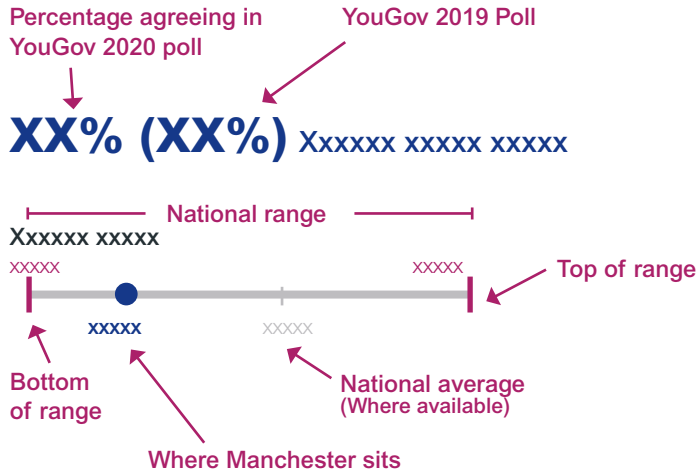 Percentage agreeing in
YouGov 2020 poll
YouGov 2019 Poll
XX% (XX%) Xxxxxx xxxxx xxxxx
National range
Xxxxxx xxxxx
xxxxx
xxxxx
Top of range
xxxxx
xxxxx
Bottom
of range
National average
(Where available)
Where Manchester sits